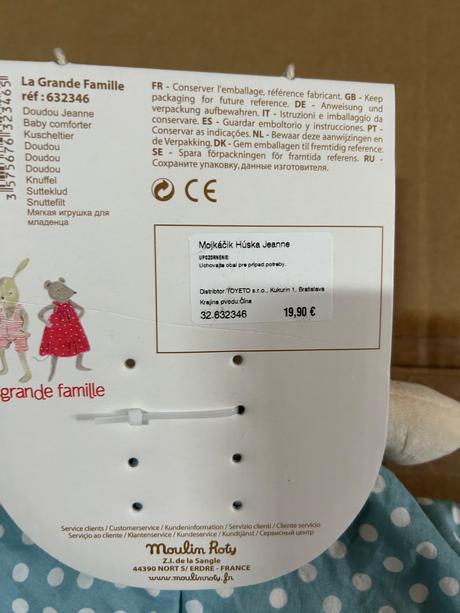 La Grande Famille
réf : 632346
Doudou Jeanne
Baby comforter
Kuscheltier
Doudou
Doudou
Doudou
Knuffel
Sutteklud
Snuttefilt
Мягкая игрушка для
младенца
3 575676 323465
FR - Conserver l'emballage, référence fabricant. GB - Keep
packaging for future reference. DE - Anweisung und
verpackung aufbewahren. IT - Istruzioni e imballaggio da
conservare. ES - Guardar emboltorio y instrucciones. PT -
Conservar as indicações. NL - Bewaar deze aanwijzingen en
de Verpakking. DK - Gem emballagen til fremtidig reference.
SE - Spara förpackningen för framtida referens. RU -
Сохраните упаковку, данные изготовителя.
CE
Mojkáčik Húska Jeanne
UPOZORNENIE:
Uchovajte obal pre prípad potreby.
Distribtor TOYETO s.r.o., Kukurin 1, Bratislava
Krajina pvodu:Čína
32.632346 19,90 €
grande famille
Service clients / Customerservice / Kundeninformation / Servizio clienti / Cliente servicio
Serviço ao cliente / Klantenservice / Kundeservice / Kundtjänst / Сервисный центр
Moulin Roty
Z.I. de la Sangle
44390 NORT S/ ERDRE - FRANCE
www.moulinroty.fr